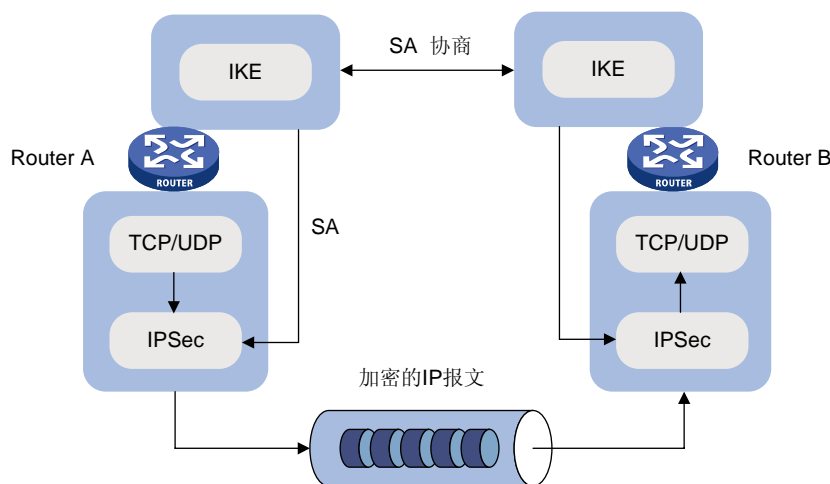 IKE
SA 协商
IKE
Router A
ROUTER
ROUTER
Router B
TCP/UDP
SA
TCP/UDP
IPSec
IPSec
加密的IP报文